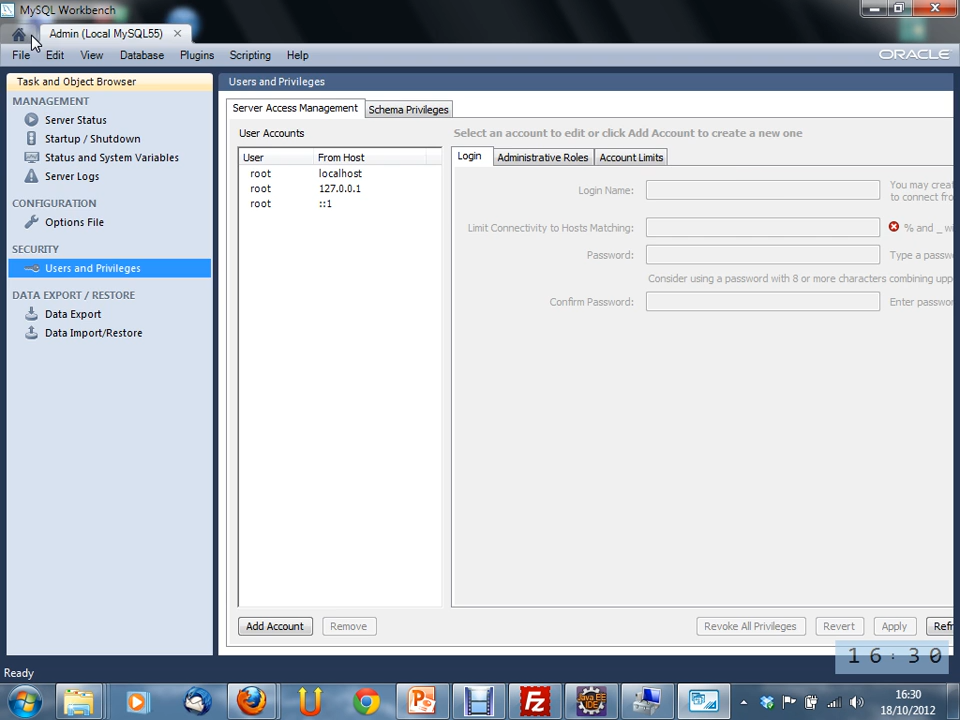 MySQL Workbench
Admin (Local MySQL55)
File Edit View Database Plugins Scripting Help
ORACLE
Task and Object Browser
MANAGEMENT
Server Status
Startup / Shutdown
Status and System Variables
Server Logs
CONFIGURATION
Options File
SECURITY
Users and Privileges
DATA EXPORT / RESTORE
Data Export
Data Import/Restore
Users and Privileges
Server Access Management Schema Privileges
User Accounts
User From Host
root localhost
root 127.0.0.1
root ::1
Add Account Remove
Select an account to edit or click Add Account to create a new one
Login Administrative Roles Account Limits
Login Name:
You may creat
to connect fro
Limit Connectivity to Hosts Matching:
% and _ wi
Password:
Type a passw
Consider using a password with 8 or more characters combining upp
Confirm Password:
Enter passwor
Revoke All Privileges Revert Apply Refr
16:30
Ready
16:30
18/10/2012